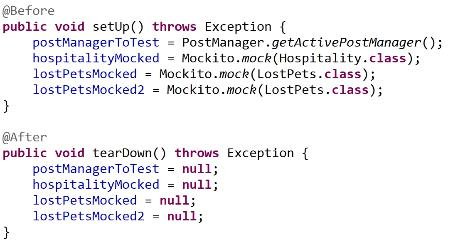 @Before
public void setUp() throws Exception {
    postManagerToTest = PostManager.getActivePostManager();
    hospitalityMocked = Mockito.mock(Hospitality.class);
    lostPetsMocked = Mockito.mock(LostPets.class);
    lostPetsMocked2 = Mockito.mock(LostPets.class);
}
@After
public void tearDown() throws Exception {
    postManagerToTest = null;
    hospitalityMocked = null;
    lostPetsMocked = null;
    lostPetsMocked2 = null;
}